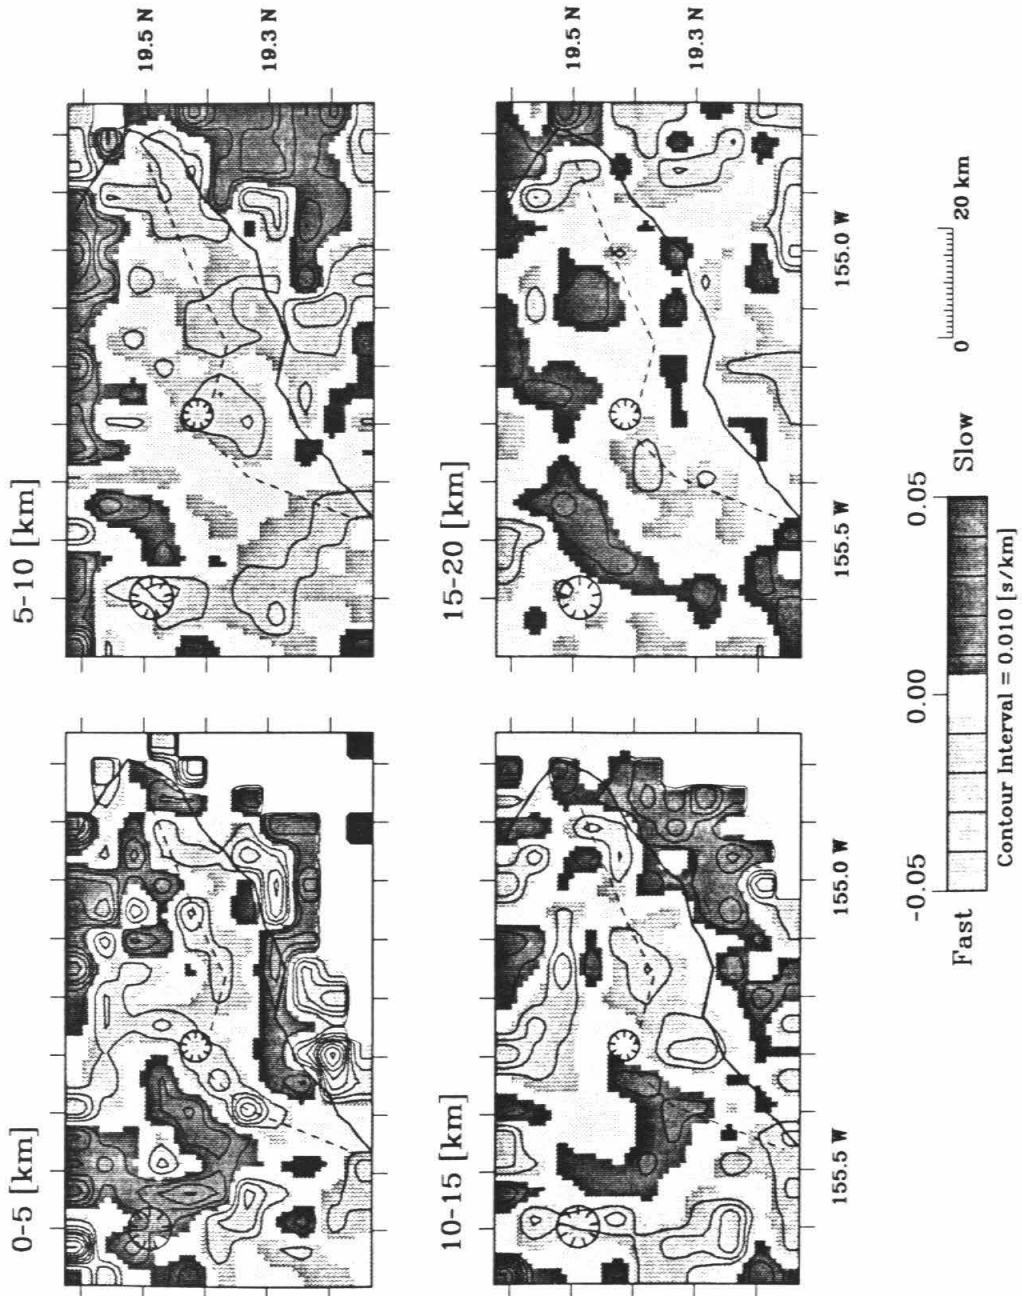 0-5 [km]
5-10 [km]
19.5 N
19.3 N
10-15 [km]
15-20 [km]
19.5 N
19.3 N
155.5 W
155.0 W
155.5 W
155.0 W
-0.05
0.00
0.05
0
20 km
Fast
Slow
Contour Interval = 0.010 [s/km]